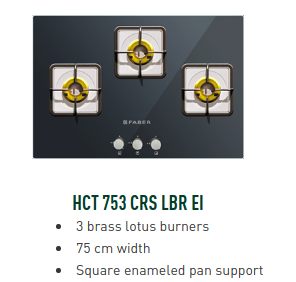 FABER
HCT 753 CRS LBR EI
• 3 brass lotus burners
• 75 cm width
• Square enameled pan support